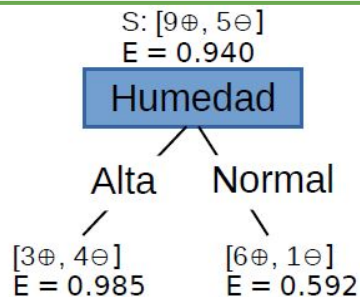 S: [9⊕, 5⊖]
E = 0.940
Humedad
Alta Normal
[3⊕, 4⊖] [6⊕, 1⊖]
E = 0.985 E = 0.592